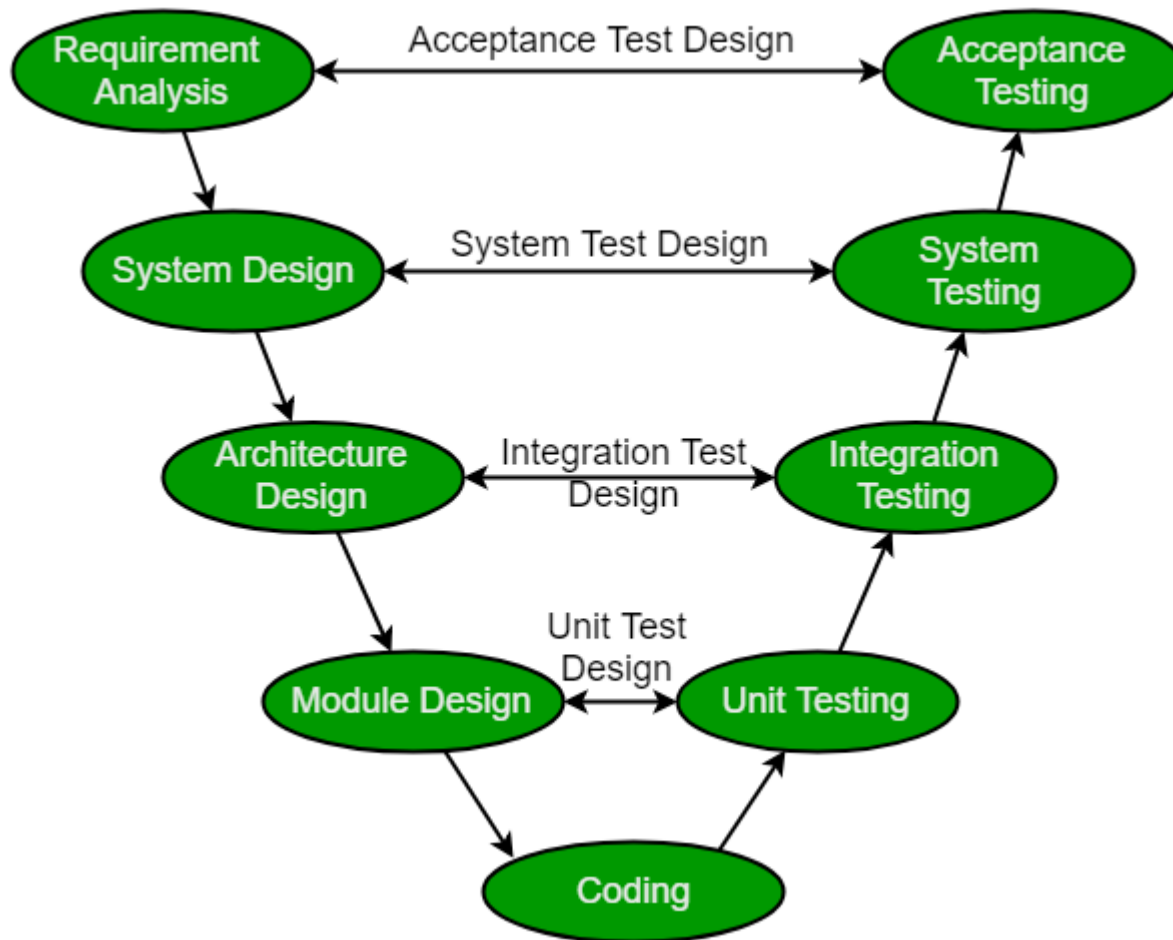 Requirement
Analysis
Acceptance Test Design
Acceptance
Testing
System Design
System Test Design
System
Testing
Architecture
Design
Integration Test
Design
Integration
Testing
Module Design
Unit Test
Design
Unit Testing
Coding